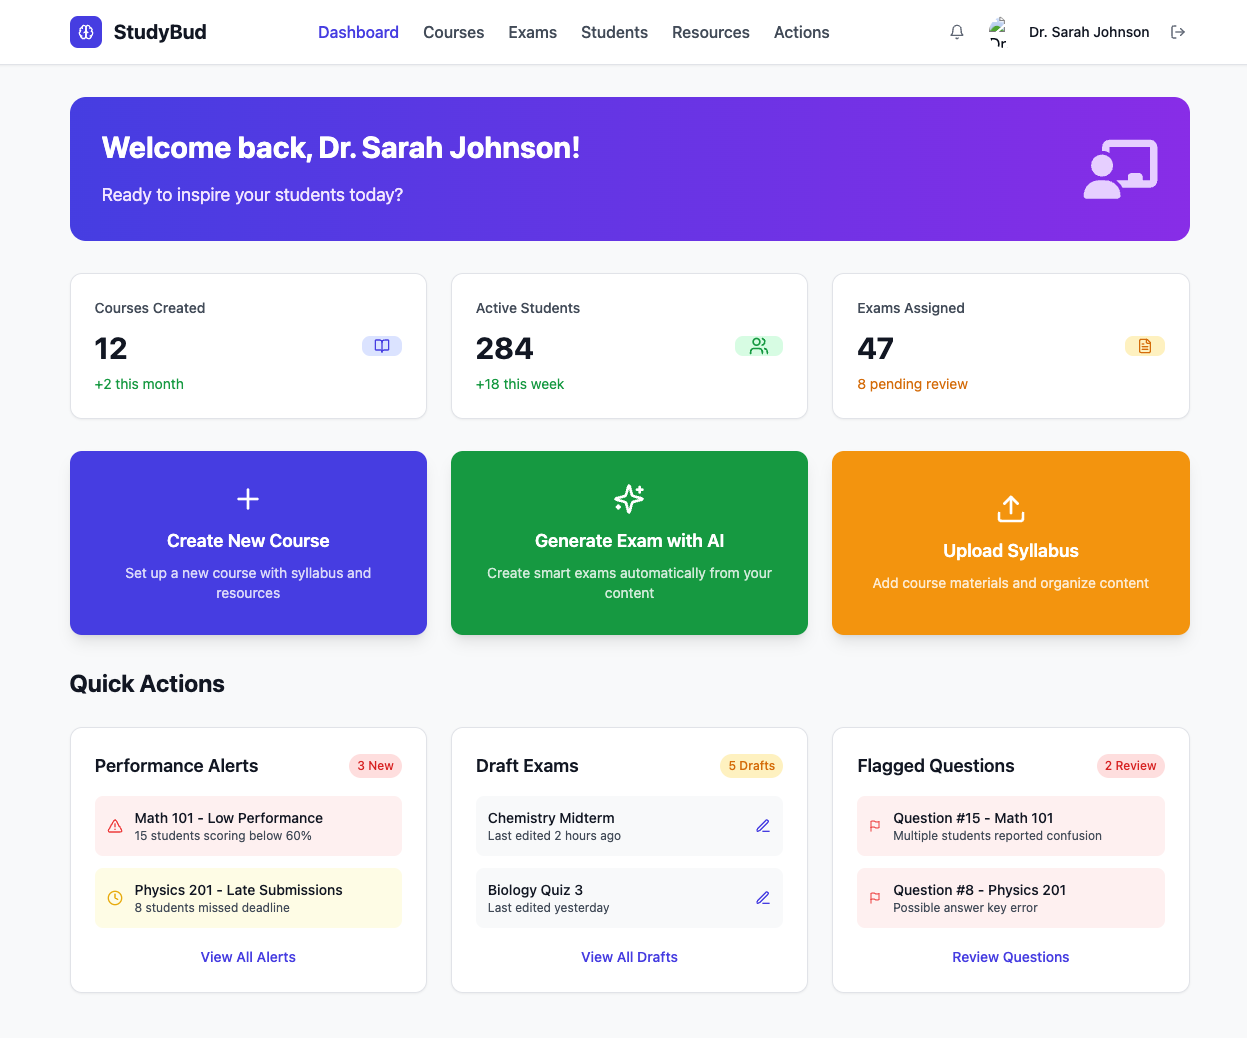 StudyBud
Dashboard
Courses
Exams
Students
Resources
Actions
Dr
Dr. Sarah Johnson
Welcome back, Dr. Sarah Johnson!
Ready to inspire your students today?
Courses Created
12
+2 this month
Active Students
284
+18 this week
Exams Assigned
47
8 pending review
Create New Course
Set up a new course with syllabus and
resources
Generate Exam with AI
Create smart exams automatically from your
content
Upload Syllabus
Add course materials and organize content
Quick Actions
Performance Alerts
3 New
Math 101 - Low Performance
15 students scoring below 60%
Physics 201 - Late Submissions
8 students missed deadline
View All Alerts
Draft Exams
5 Drafts
Chemistry Midterm
Last edited 2 hours ago
Biology Quiz 3
Last edited yesterday
View All Drafts
Flagged Questions
2 Review
Question #15 - Math 101
Multiple students reported confusion
Question #8 - Physics 201
Possible answer key error
Review Questions